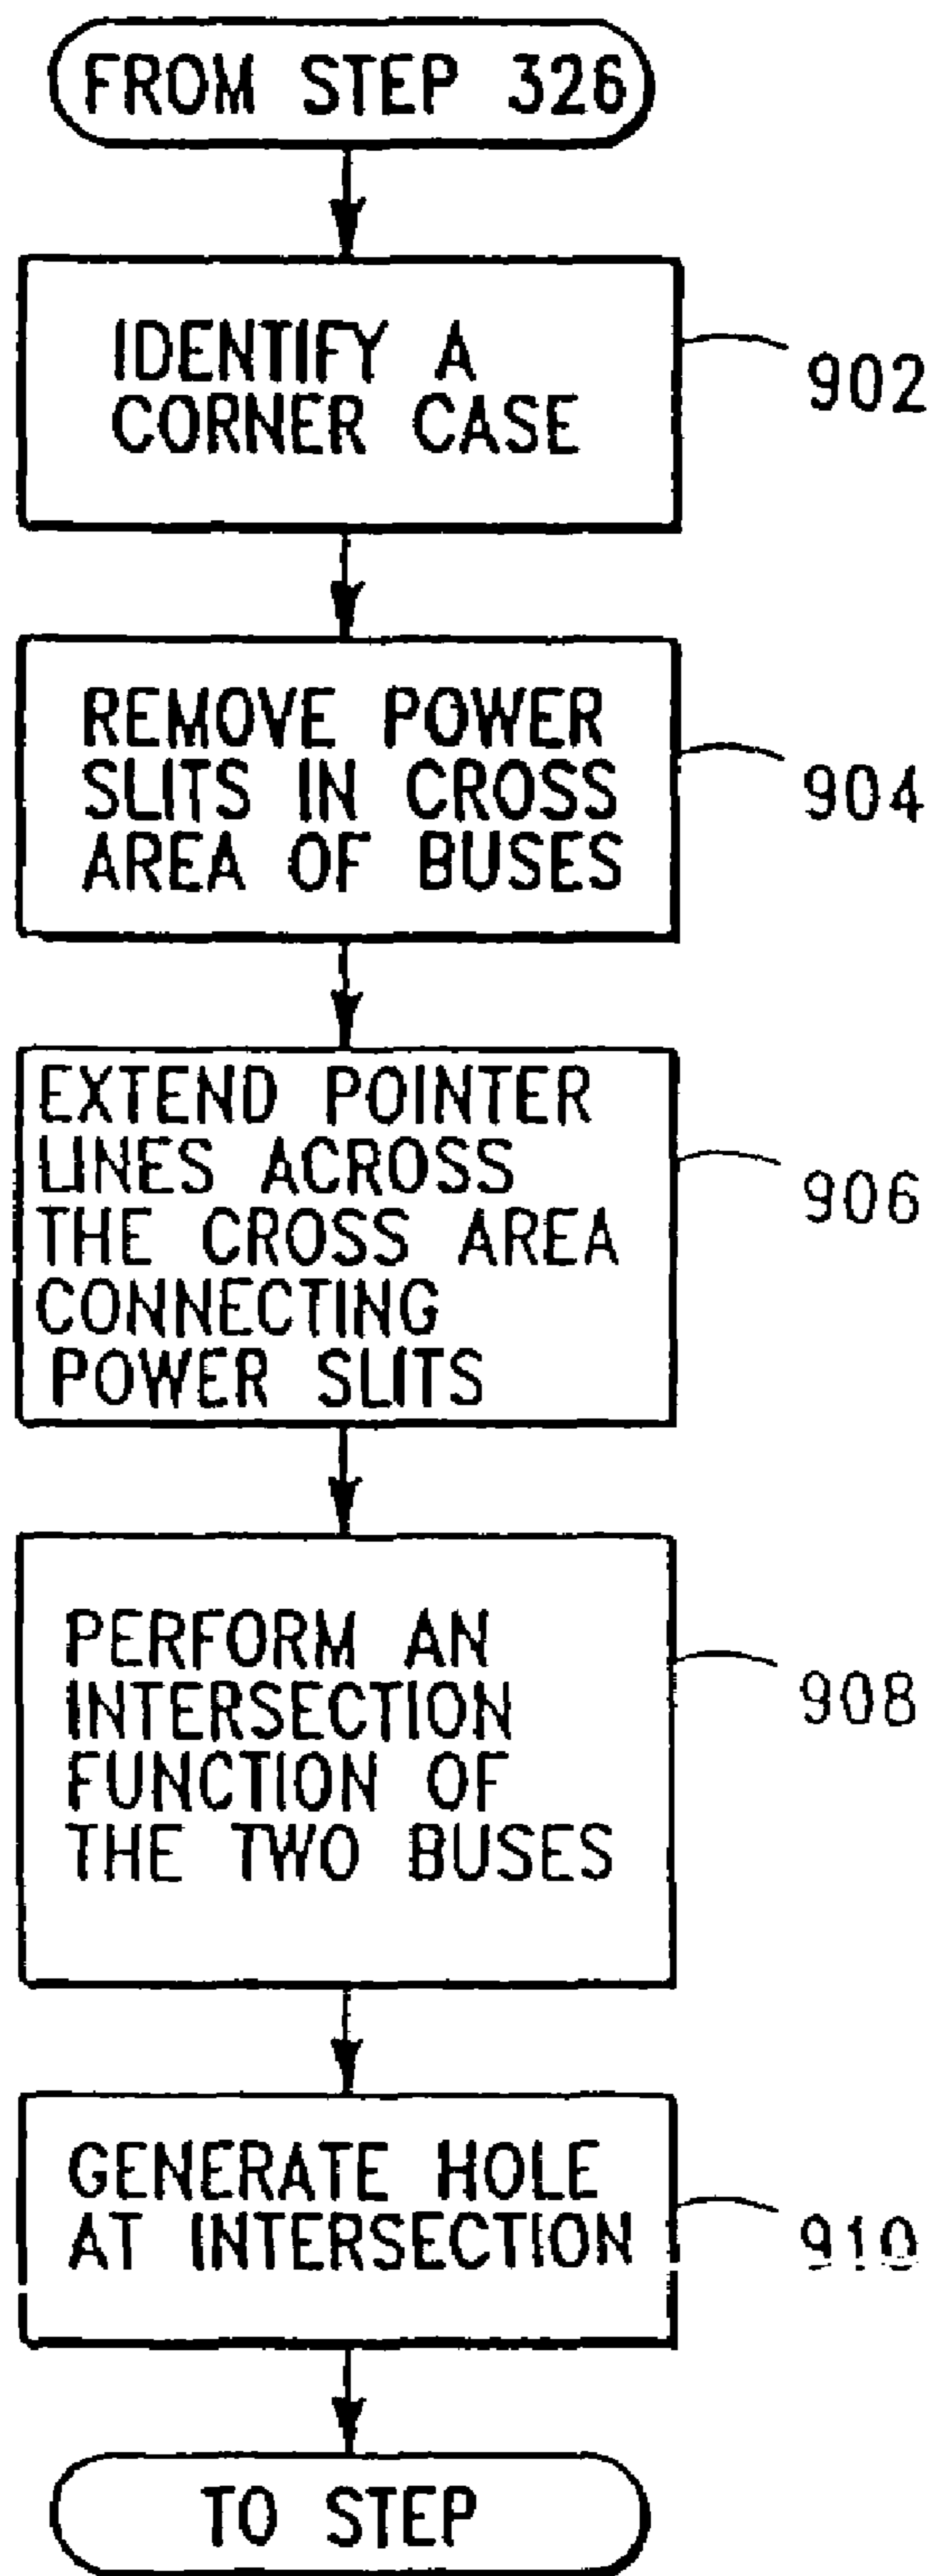 FROM STEP 326
IDENTIFY A
CORNER CASE
902
REMOVE POWER
SLITS IN CROSS
AREA OF BUSES
904
EXTEND POINTER
LINES ACROSS
THE CROSS AREA
CONNECTING
POWER SLITS
906
PERFORM AN
INTERSECTION
FUNCTION OF
THE TWO BUSES
908
GENERATE HOLE
AT INTERSECTION
910
TO STEP